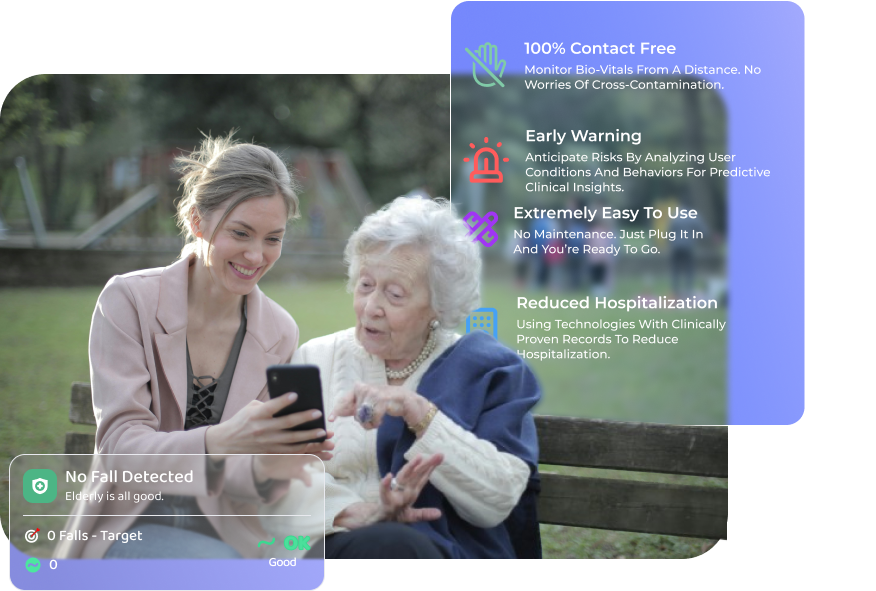 100% Contact Free
Monitor Bio-Vitals From A Distance. No
Worries Of Cross-Contamination.
Early Warning
Anticipate Risks By Analyzing User
Conditions And Behaviors For Predictive
Clinical Insights.
Extremely Easy To Use
No Maintenance. Just Plug It In
And You're Ready To Go.
Reduced Hospitalization
Using Technologies With Clinically
Proven Records To Reduce
Hospitalization.
No Fall Detected
Elderly is all good.
0 Falls - Target
OK
0
Good